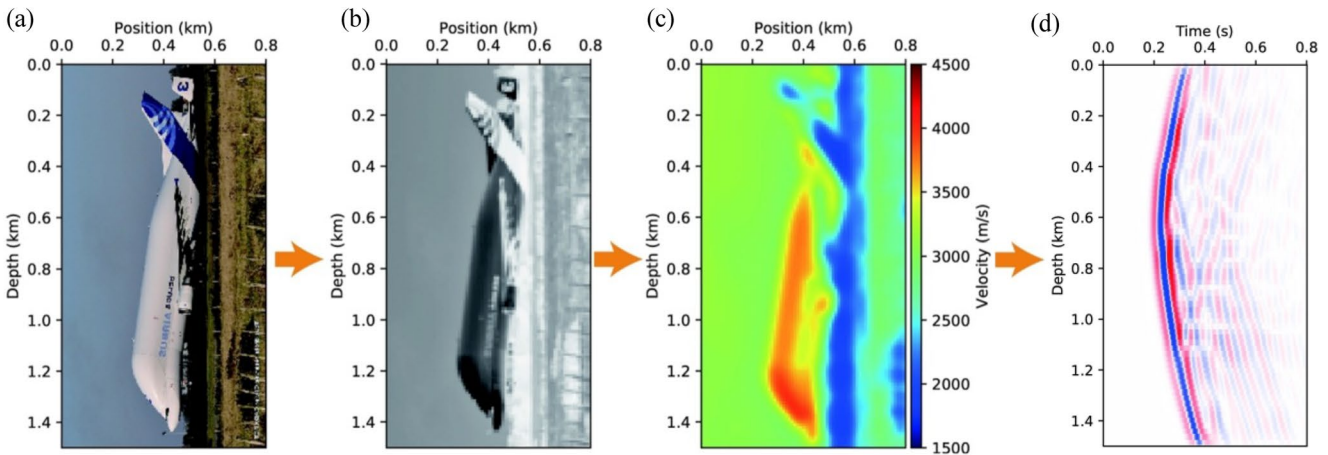 (a) (b) (c) (d)
Position (km) Position (km) Position (km) Time (s)
0.0 0.2 0.4 0.6 0.8 0.0 0.2 0.4 0.6 0.8 0.0 0.2 0.4 0.6 0.8 0.0 0.2 0.4 0.6 0.8
0.0 0.0 0.0 4500 0.0
3
0.2 0.2 0.2 4000 0.2
0.4 0.4 0.4 3500 0.4
0.6 0.6 0.6 0.6
Depth (km) Depth (km) Depth (km) 3000 Velocity (m/s) Depth (km)
0.8 0.8 0.8 2500 0.8
1.0 1.0 1.0 1.0
1.2 1.2 1.2 2000 1.2
1.4 1.4 1.4 1500 1.4